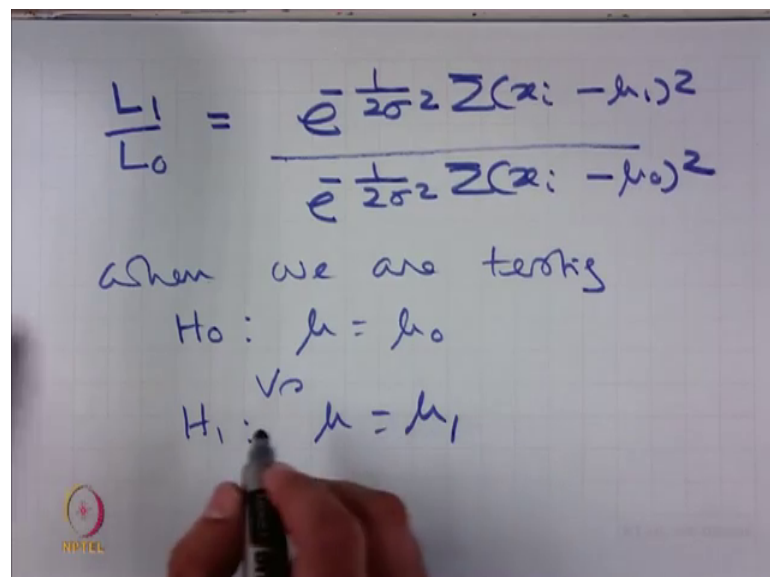 L₁/L₀ = e^(-1/2σ² Σ(xᵢ - μ₁)²) / e^(-1/2σ² Σ(xᵢ - μ₀)²)
when we are testing
H₀ : μ = μ₀
Vs
H₁ : μ = μ₁
NPTEL